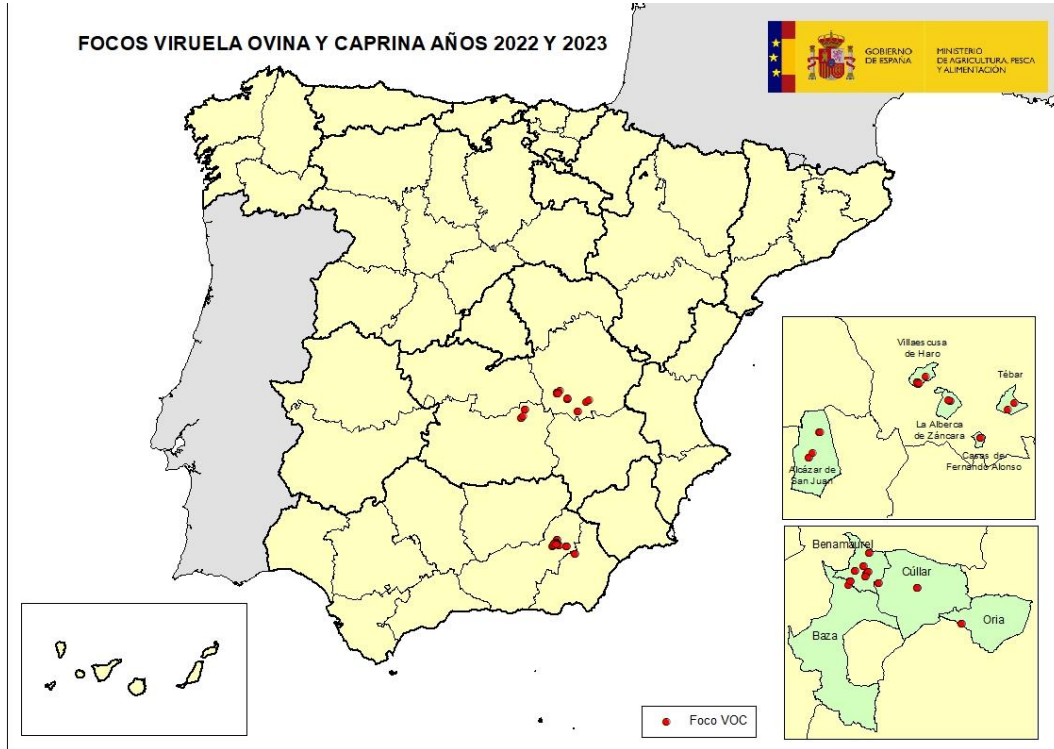 FOCOS VIRUELA OVINA Y CAPRINA AÑOS 2022 Y 2023
GOBIERNO
DE ESPAÑA
MINISTERIO
DE AGRICULTURA, PESCA
Y ALIMENTACIÓN
Villaescusa
de Haro
Tébar
La Alberca
de Záncara
Casas de
Fernando Alonso
Alcázar de
San Juan
Benamaurel
Cúllar
Oria
Baza
Foco VOC